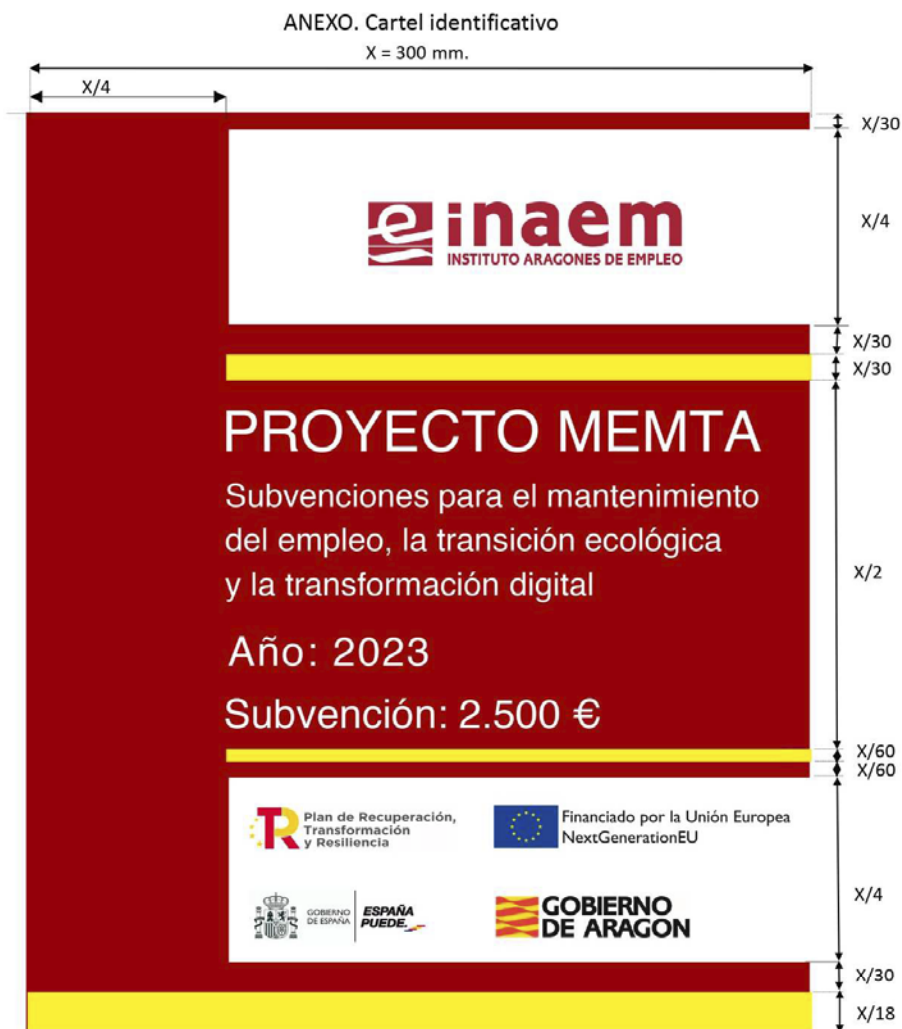 ANEXO. Cartel identificativo
X = 300 mm.
X/4
X/30
X/4
e inaem
INSTITUTO ARAGONES DE EMPLEO
X/30
X/30
PROYECTO MEMTA
Subvenciones para el mantenimiento
del empleo, la transición ecológica
y la transformación digital
X/2
Año: 2023
Subvención: 2.500 €
X/60
X/60
TR Plan de Recuperación,
Transformación
y Resiliencia
Financiado por la Unión Europea
NextGenerationEU
X/4
GOBIERNO
DE ESPAÑA
ESPAÑA
PUEDE.
GOBIERNO
DE ARAGON
X/30
X/18